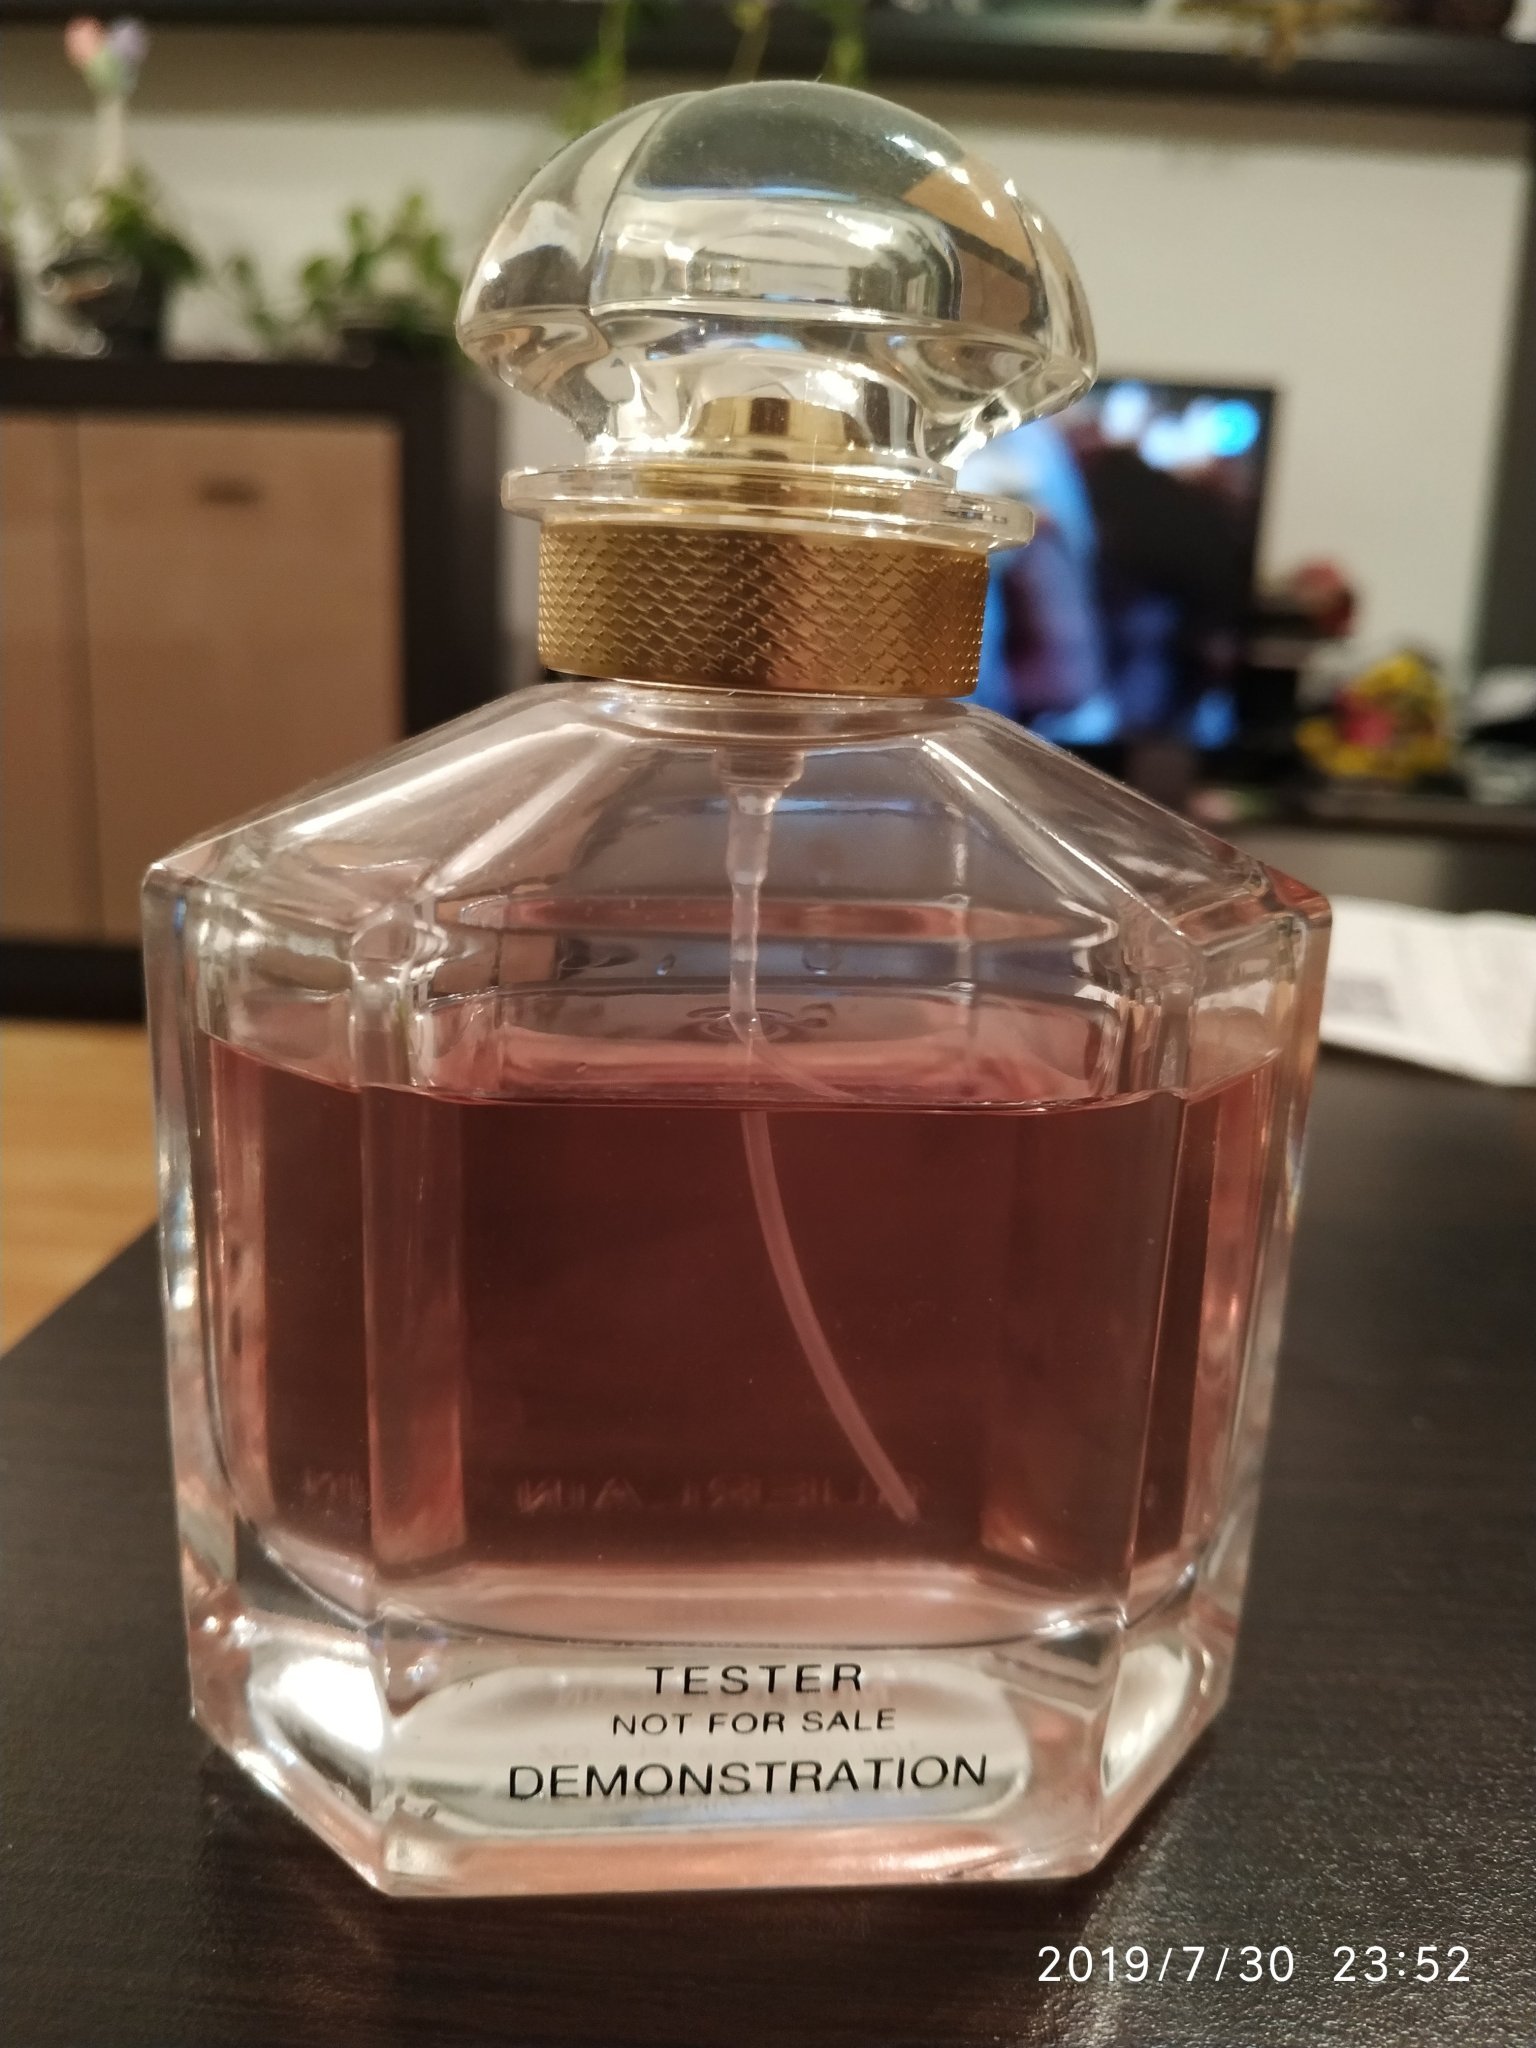 TESTER
NOT FOR SALE
DEMONSTRATION
2019/7/30 23:52